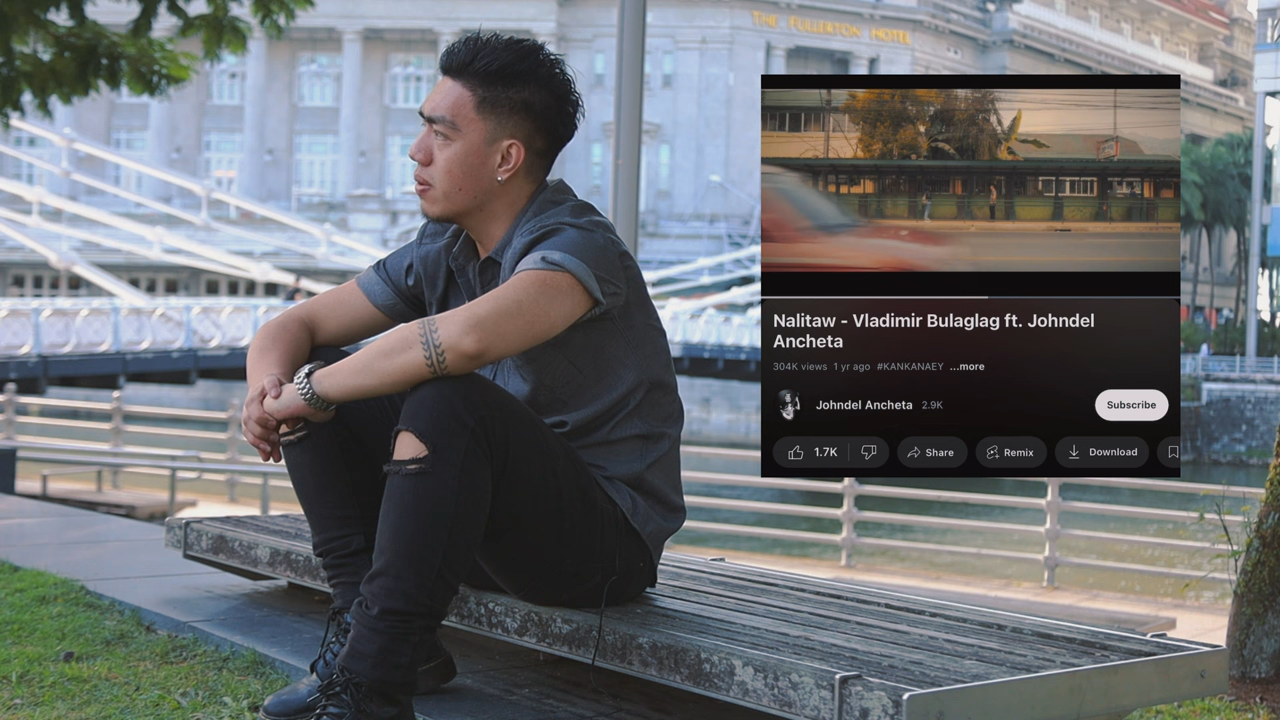 THE FULLERTON HOTEL
Nalitaw - Vladimir Bulaglag ft. Johndel
Ancheta
304K views 1 yr ago #KANKANAEY ...more
Johndel Ancheta 2.9K
Subscribe
1.7K
Share
Remix
Download